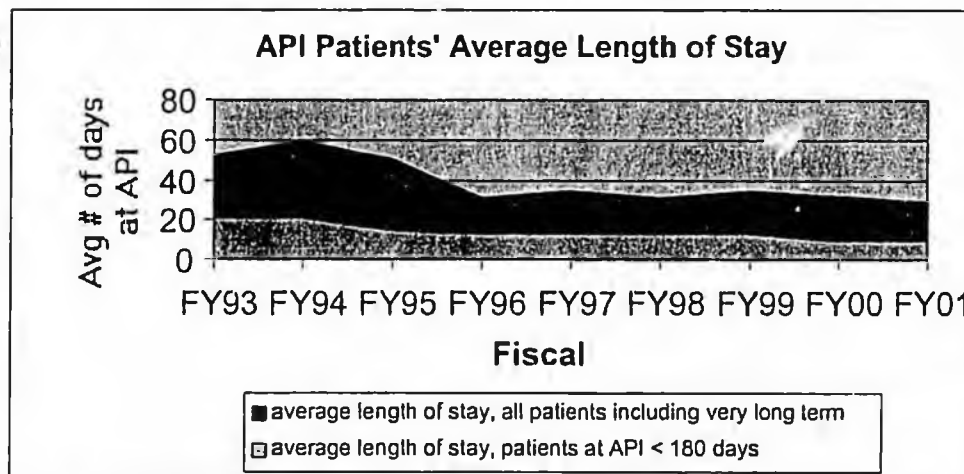 API Patients' Average Length of Stay
Avg # of days
at API
80
60
40
20
0
FY93 FY94 FY95 FY96 FY97 FY98 FY99 FY00 FY01
Fiscal
average length of stay, all patients including very long term
average length of stay, patients at API < 180 days